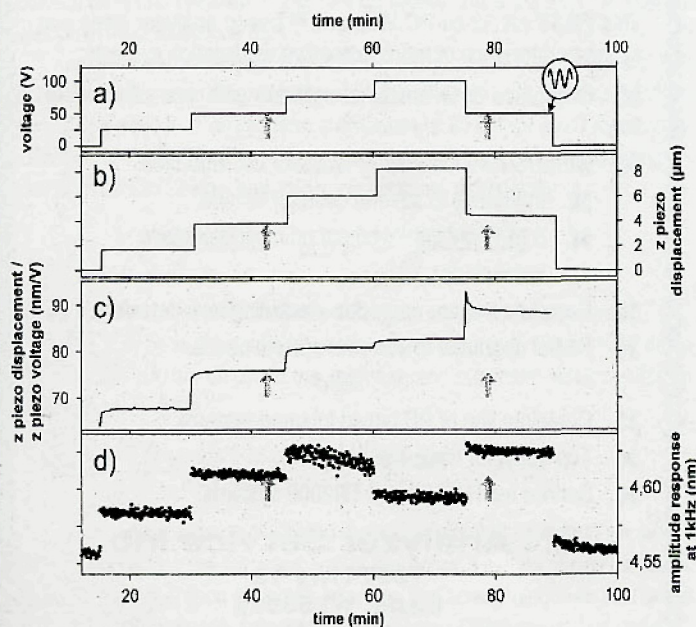 time (min)
20 40 60 80 100
voltage (V)
100
50
0
a)
z piezo
displacement (µm)
8
6
4
2
0
b)
z piezo displacement /
z piezo voltage (nm/V)
90
80
70
c)
d)
amplitude response
at 1kHz (nm)
4,60
4,55
20 40 60 80 100
time (min)